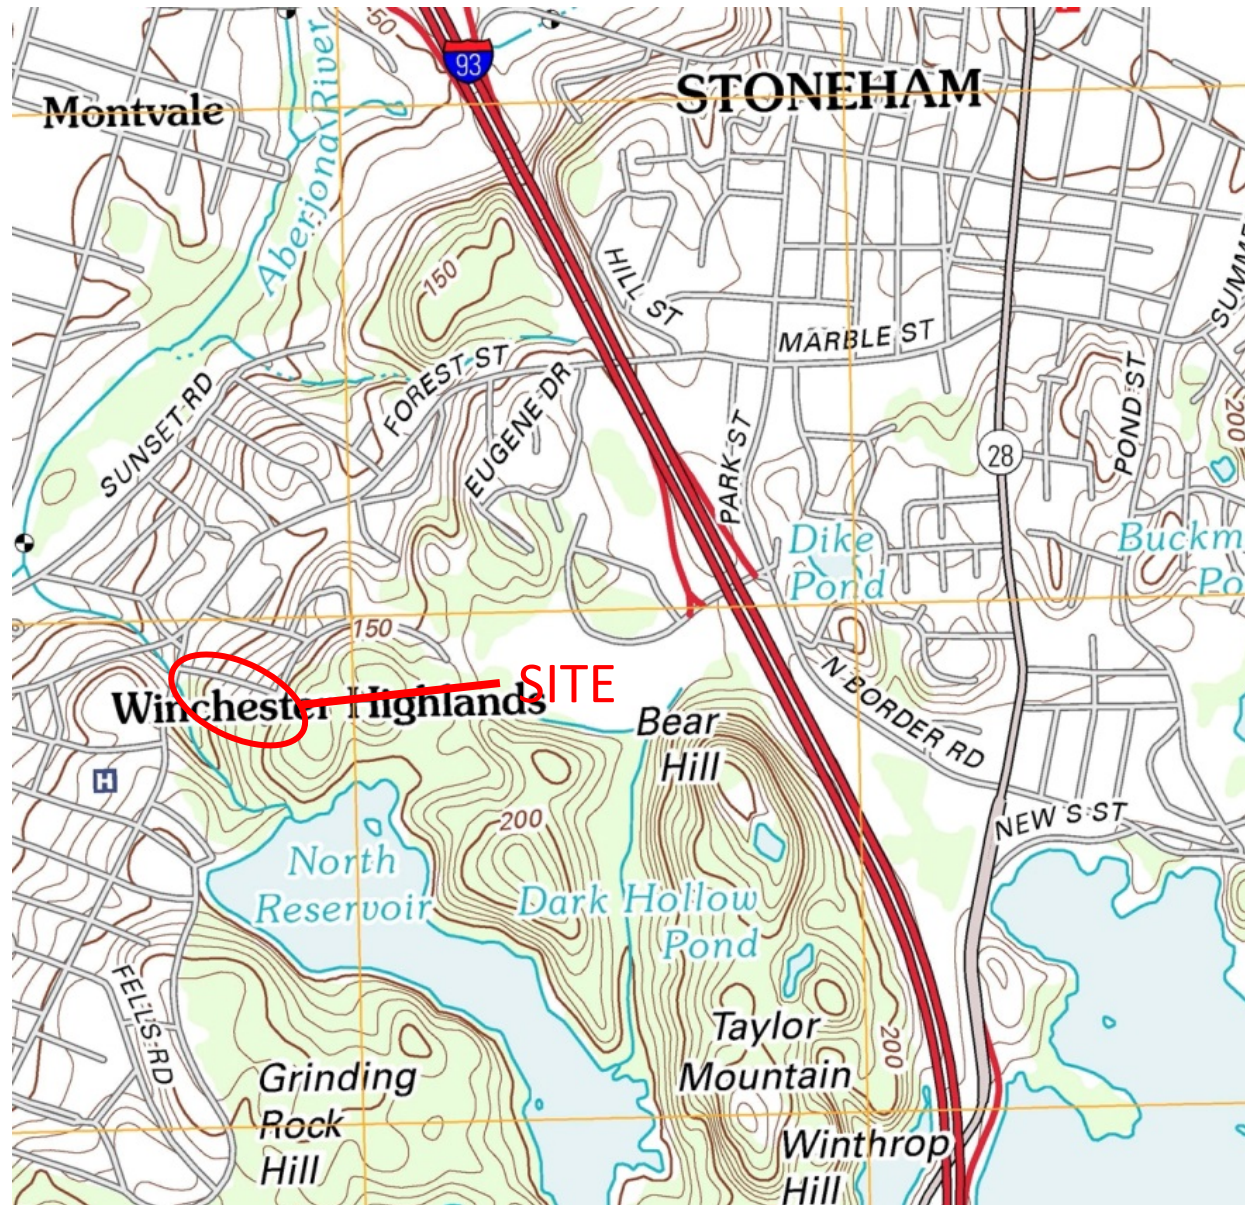 -50
93
STONEHAM
Montvale
Aberjona River
150
HILL ST
MARBLE ST
SUMM
FOREST ST
EUGENE DR
SUNSET RD
PARK ST
POND ST
200
28
Dike
Pond
Buckm
Po
150
SITE
Winchester Highlands
N BORDER RD
Bear
Hill
H
200
NEW S ST
North
Reservoir
Dark Hollow
Pond
FELLS RD
Taylor
Mountain
200
Grinding
Rock
Hill
Winthrop
Hill